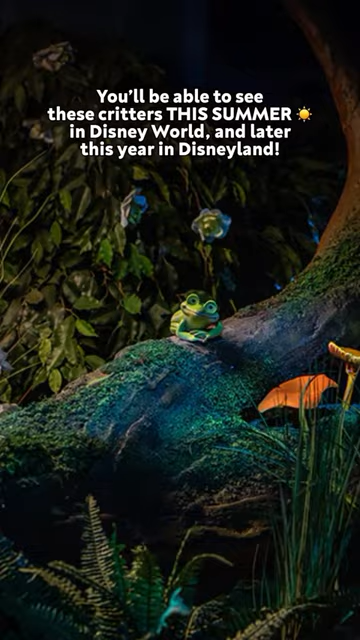 You'll be able to see
these critters THIS SUMMER ☀️
in Disney World, and later
this year in Disneyland!